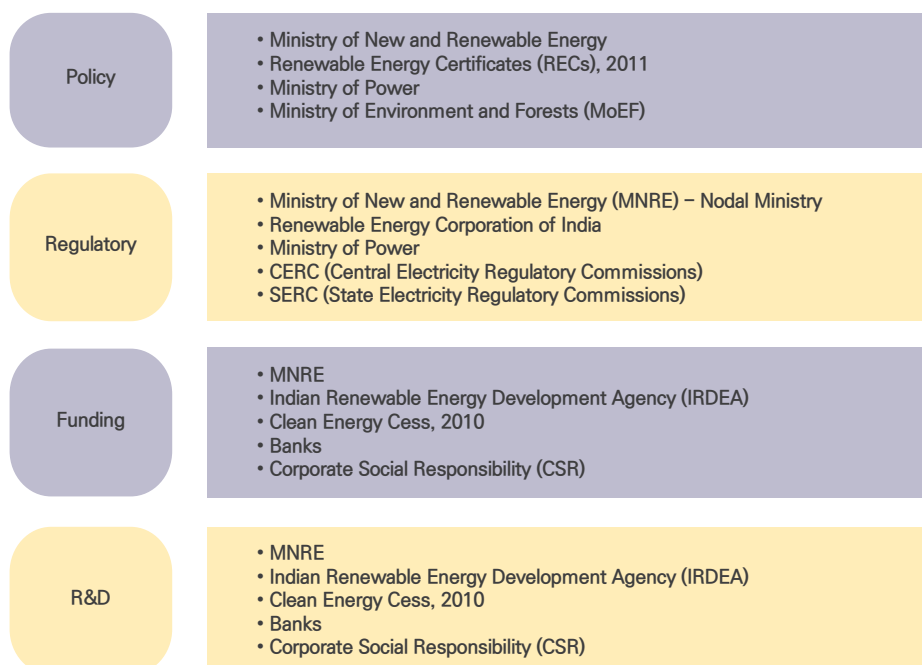 Policy
• Ministry of New and Renewable Energy
• Renewable Energy Certificates (RECs), 2011
• Ministry of Power
• Ministry of Environment and Forests (MoEF)
Regulatory
• Ministry of New and Renewable Energy (MNRE) – Nodal Ministry
• Renewable Energy Corporation of India
• Ministry of Power
• CERC (Central Electricity Regulatory Commissions)
• SERC (State Electricity Regulatory Commissions)
Funding
• MNRE
• Indian Renewable Energy Development Agency (IRDEA)
• Clean Energy Cess, 2010
• Banks
• Corporate Social Responsibility (CSR)
R&D
• MNRE
• Indian Renewable Energy Development Agency (IRDEA)
• Clean Energy Cess, 2010
• Banks
• Corporate Social Responsibility (CSR)